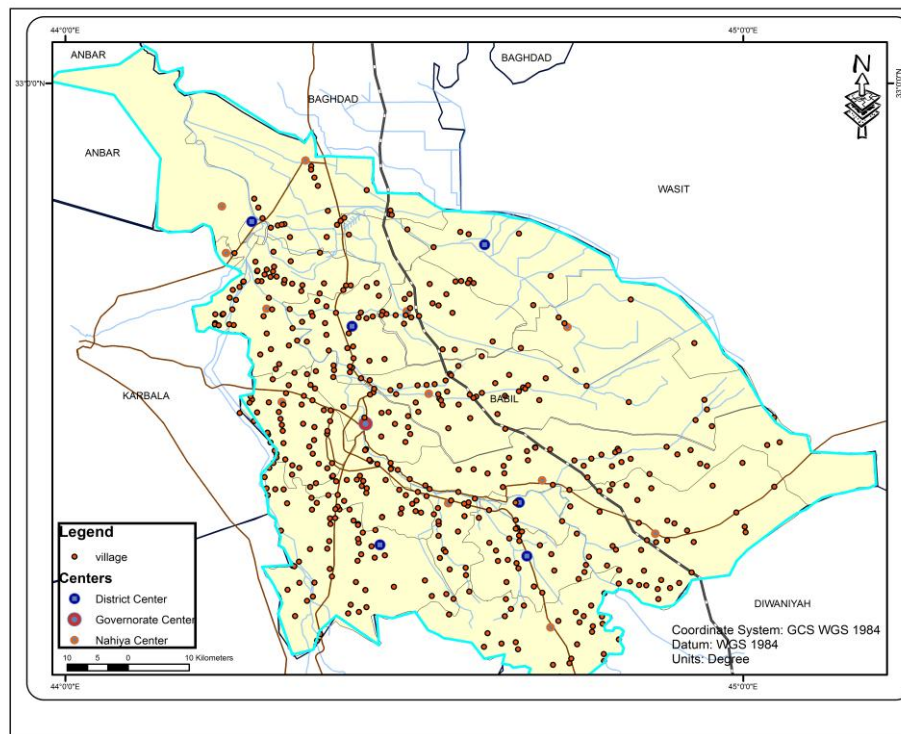 44°0'0"E
45°0'0"E
ANBAR
BAGHDAD
33°0'0"N
N
33°0'0"N
BAGHDAD
ANBAR
WASIT
KARBALA
BABIL
Legend
village
Centers
District Center
Governorate Center
Nahiya Center
10
5
0
10 Kilometers
DIWANIYAH
Coordinate System: GCS WGS 1984
Datum: WGS 1984
Units: Degree
44°0'0"E
45°0'0"E